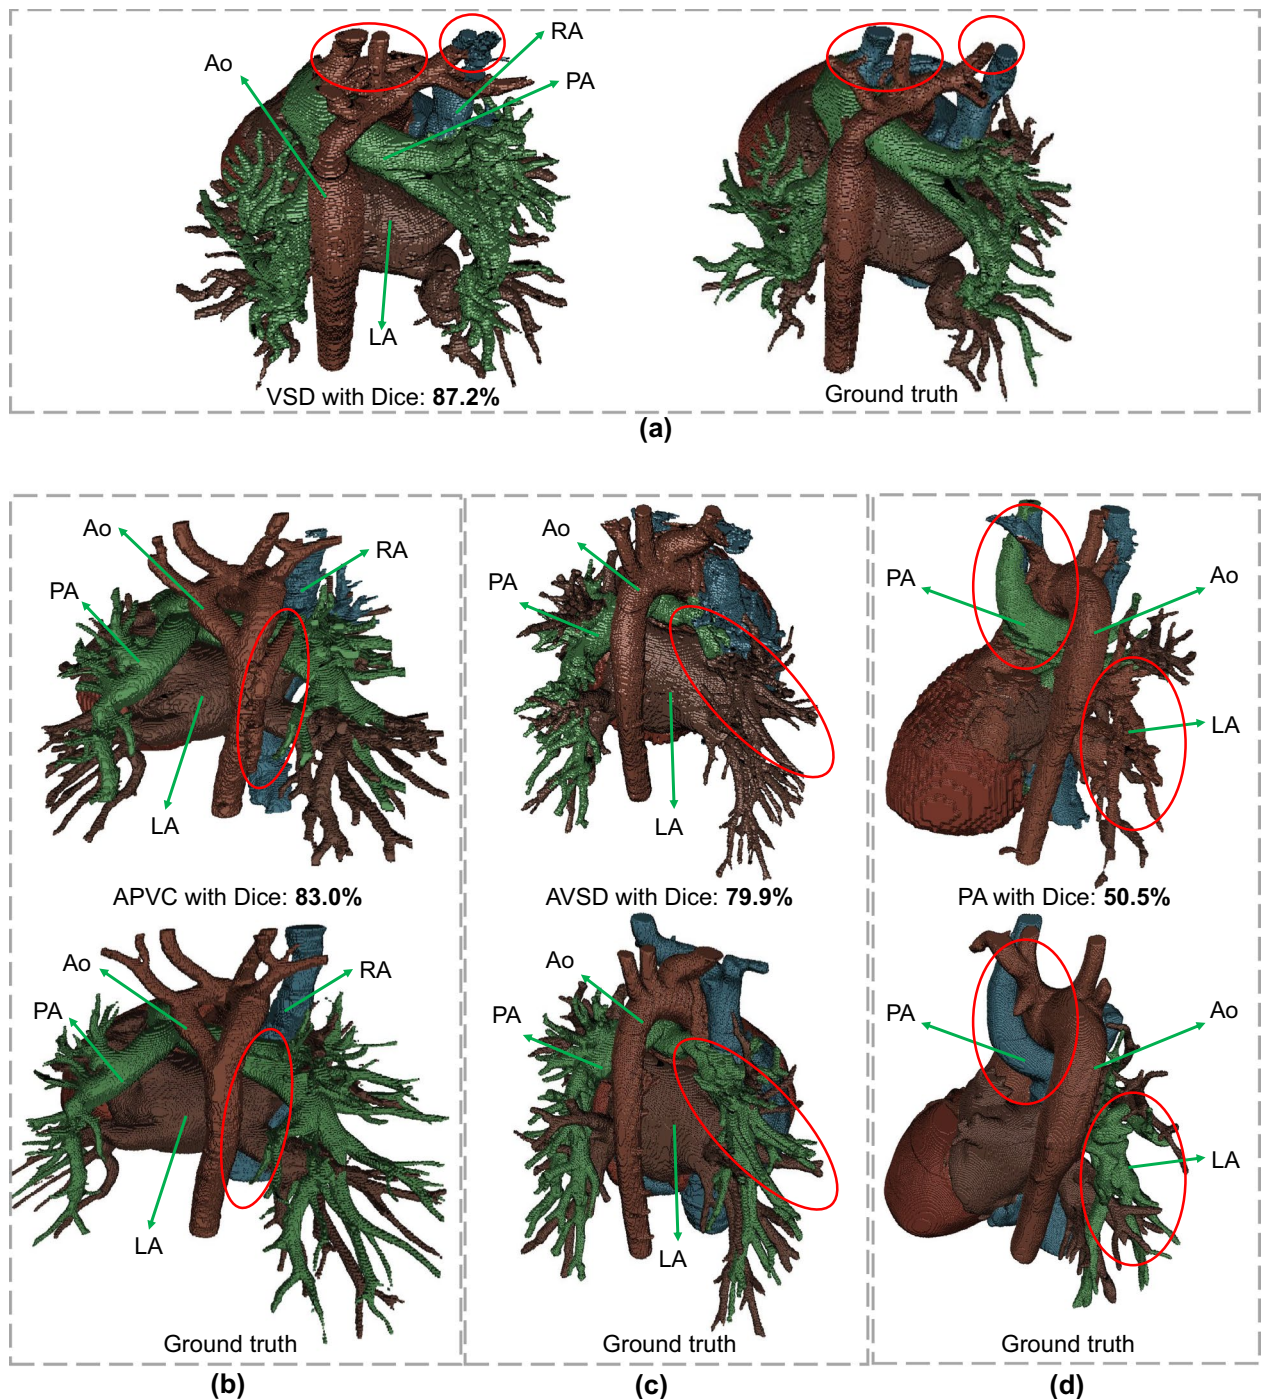 RA
Ao
PA
LA
VSD with Dice: 87.2%
Ground truth
(a)
Ao
RA
PA
LA
APVC with Dice: 83.0%
Ao
RA
PA
LA
Ground truth
(b)
Ao
PA
LA
AVSD with Dice: 79.9%
Ao
PA
LA
Ground truth
(c)
PA
Ao
LA
PA with Dice: 50.5%
PA
Ao
LA
Ground truth
(d)